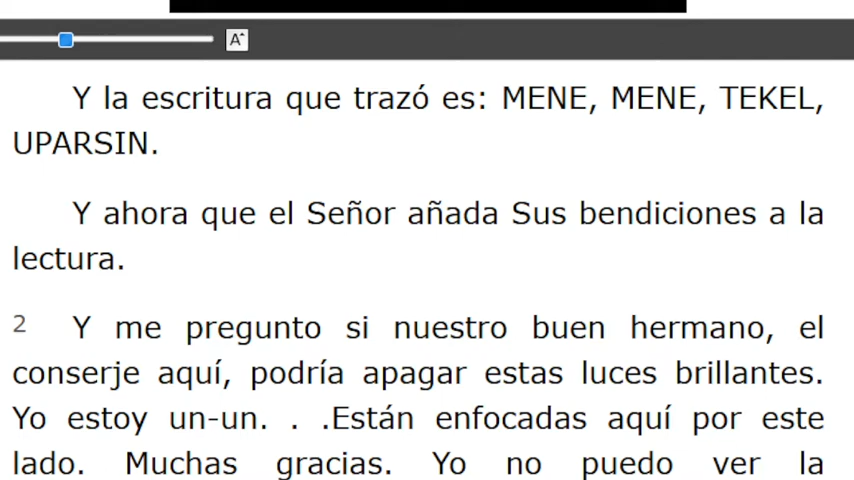 A
Y la escritura que trazó es: MENE, MENE, TEKEL,
UPARSIN.
Y ahora que el Señor añada Sus bendiciones a la
lectura.
2 Y me pregunto si nuestro buen hermano, el
conserje aquí, podría apagar estas luces brillantes.
Yo estoy un-un. . .Están enfocadas aquí por este
lado. Muchas gracias. Yo no puedo ver la